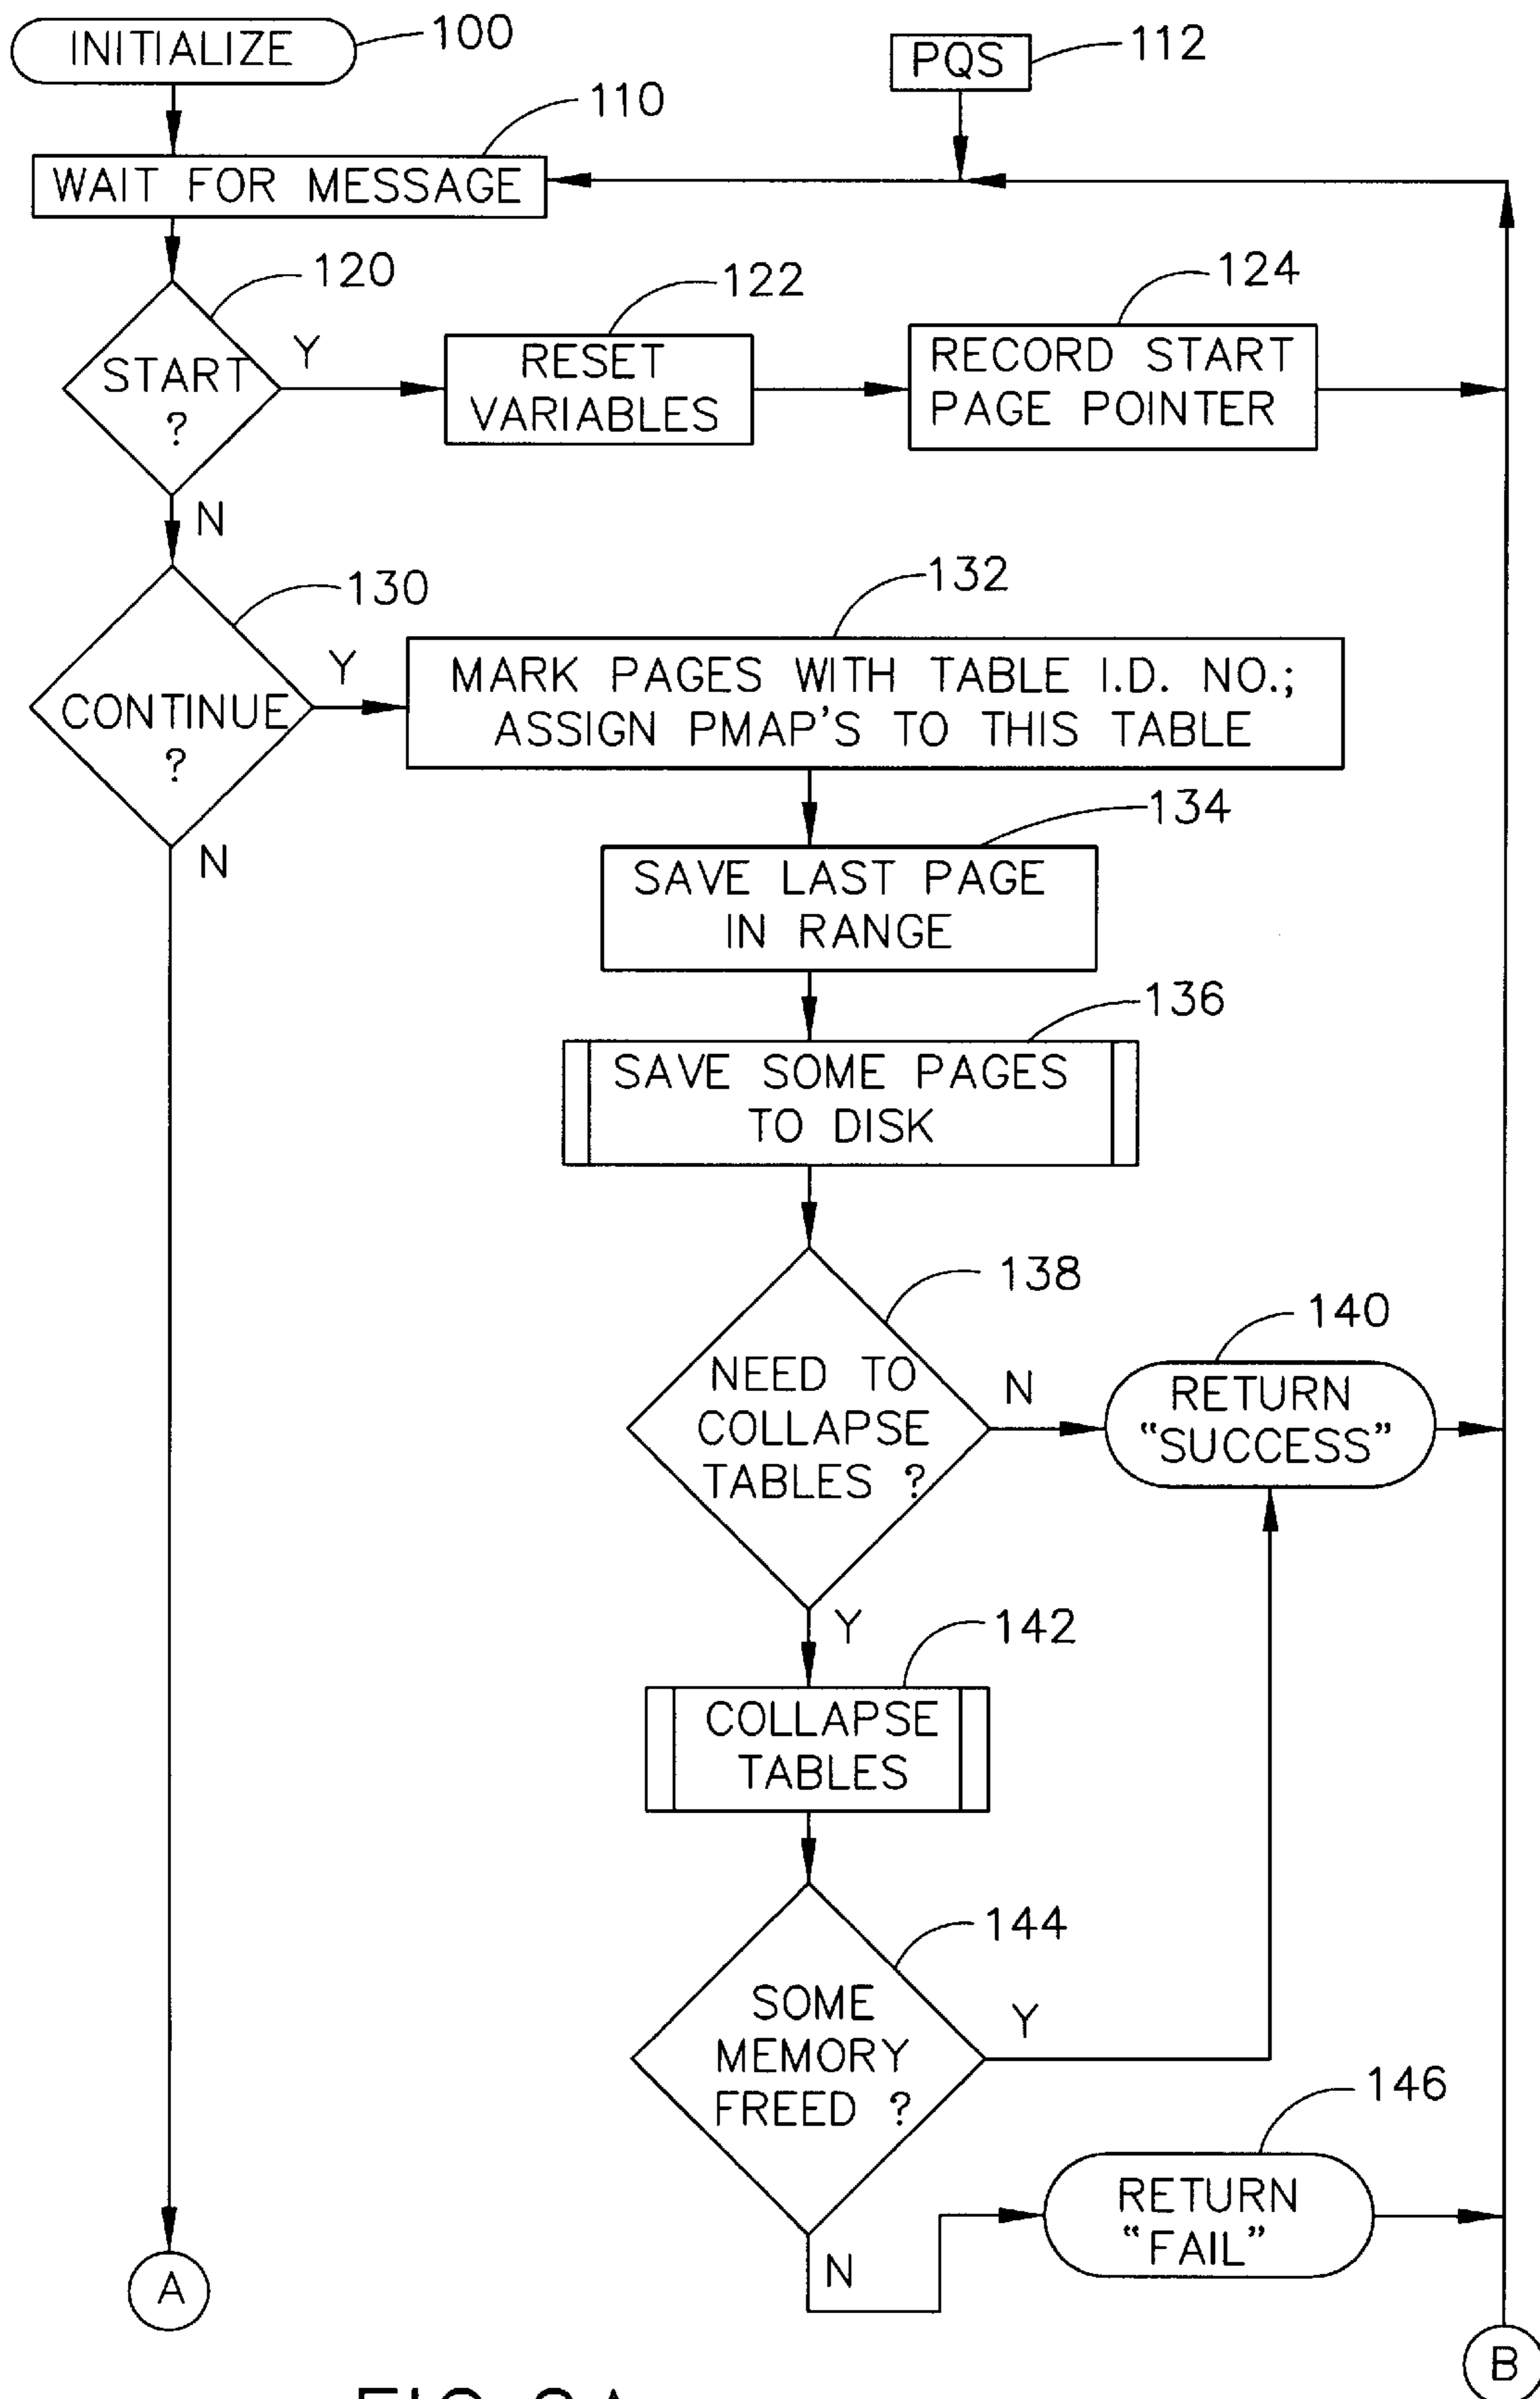 INITIALIZE
100
PQS
112
110
WAIT FOR MESSAGE
120
START
?
Y
122
RESET
VARIABLES
124
RECORD START
PAGE POINTER
N
130
CONTINUE
?
Y
132
MARK PAGES WITH TABLE I.D. NO.;
ASSIGN PMAP'S TO THIS TABLE
N
134
SAVE LAST PAGE
IN RANGE
136
SAVE SOME PAGES
TO DISK
138
NEED TO
COLLAPSE
TABLES ?
N
140
RETURN
“SUCCESS”
Y
142
COLLAPSE
TABLES
144
SOME
MEMORY
FREED ?
Y
146
RETURN
“FAIL”
N
A
B